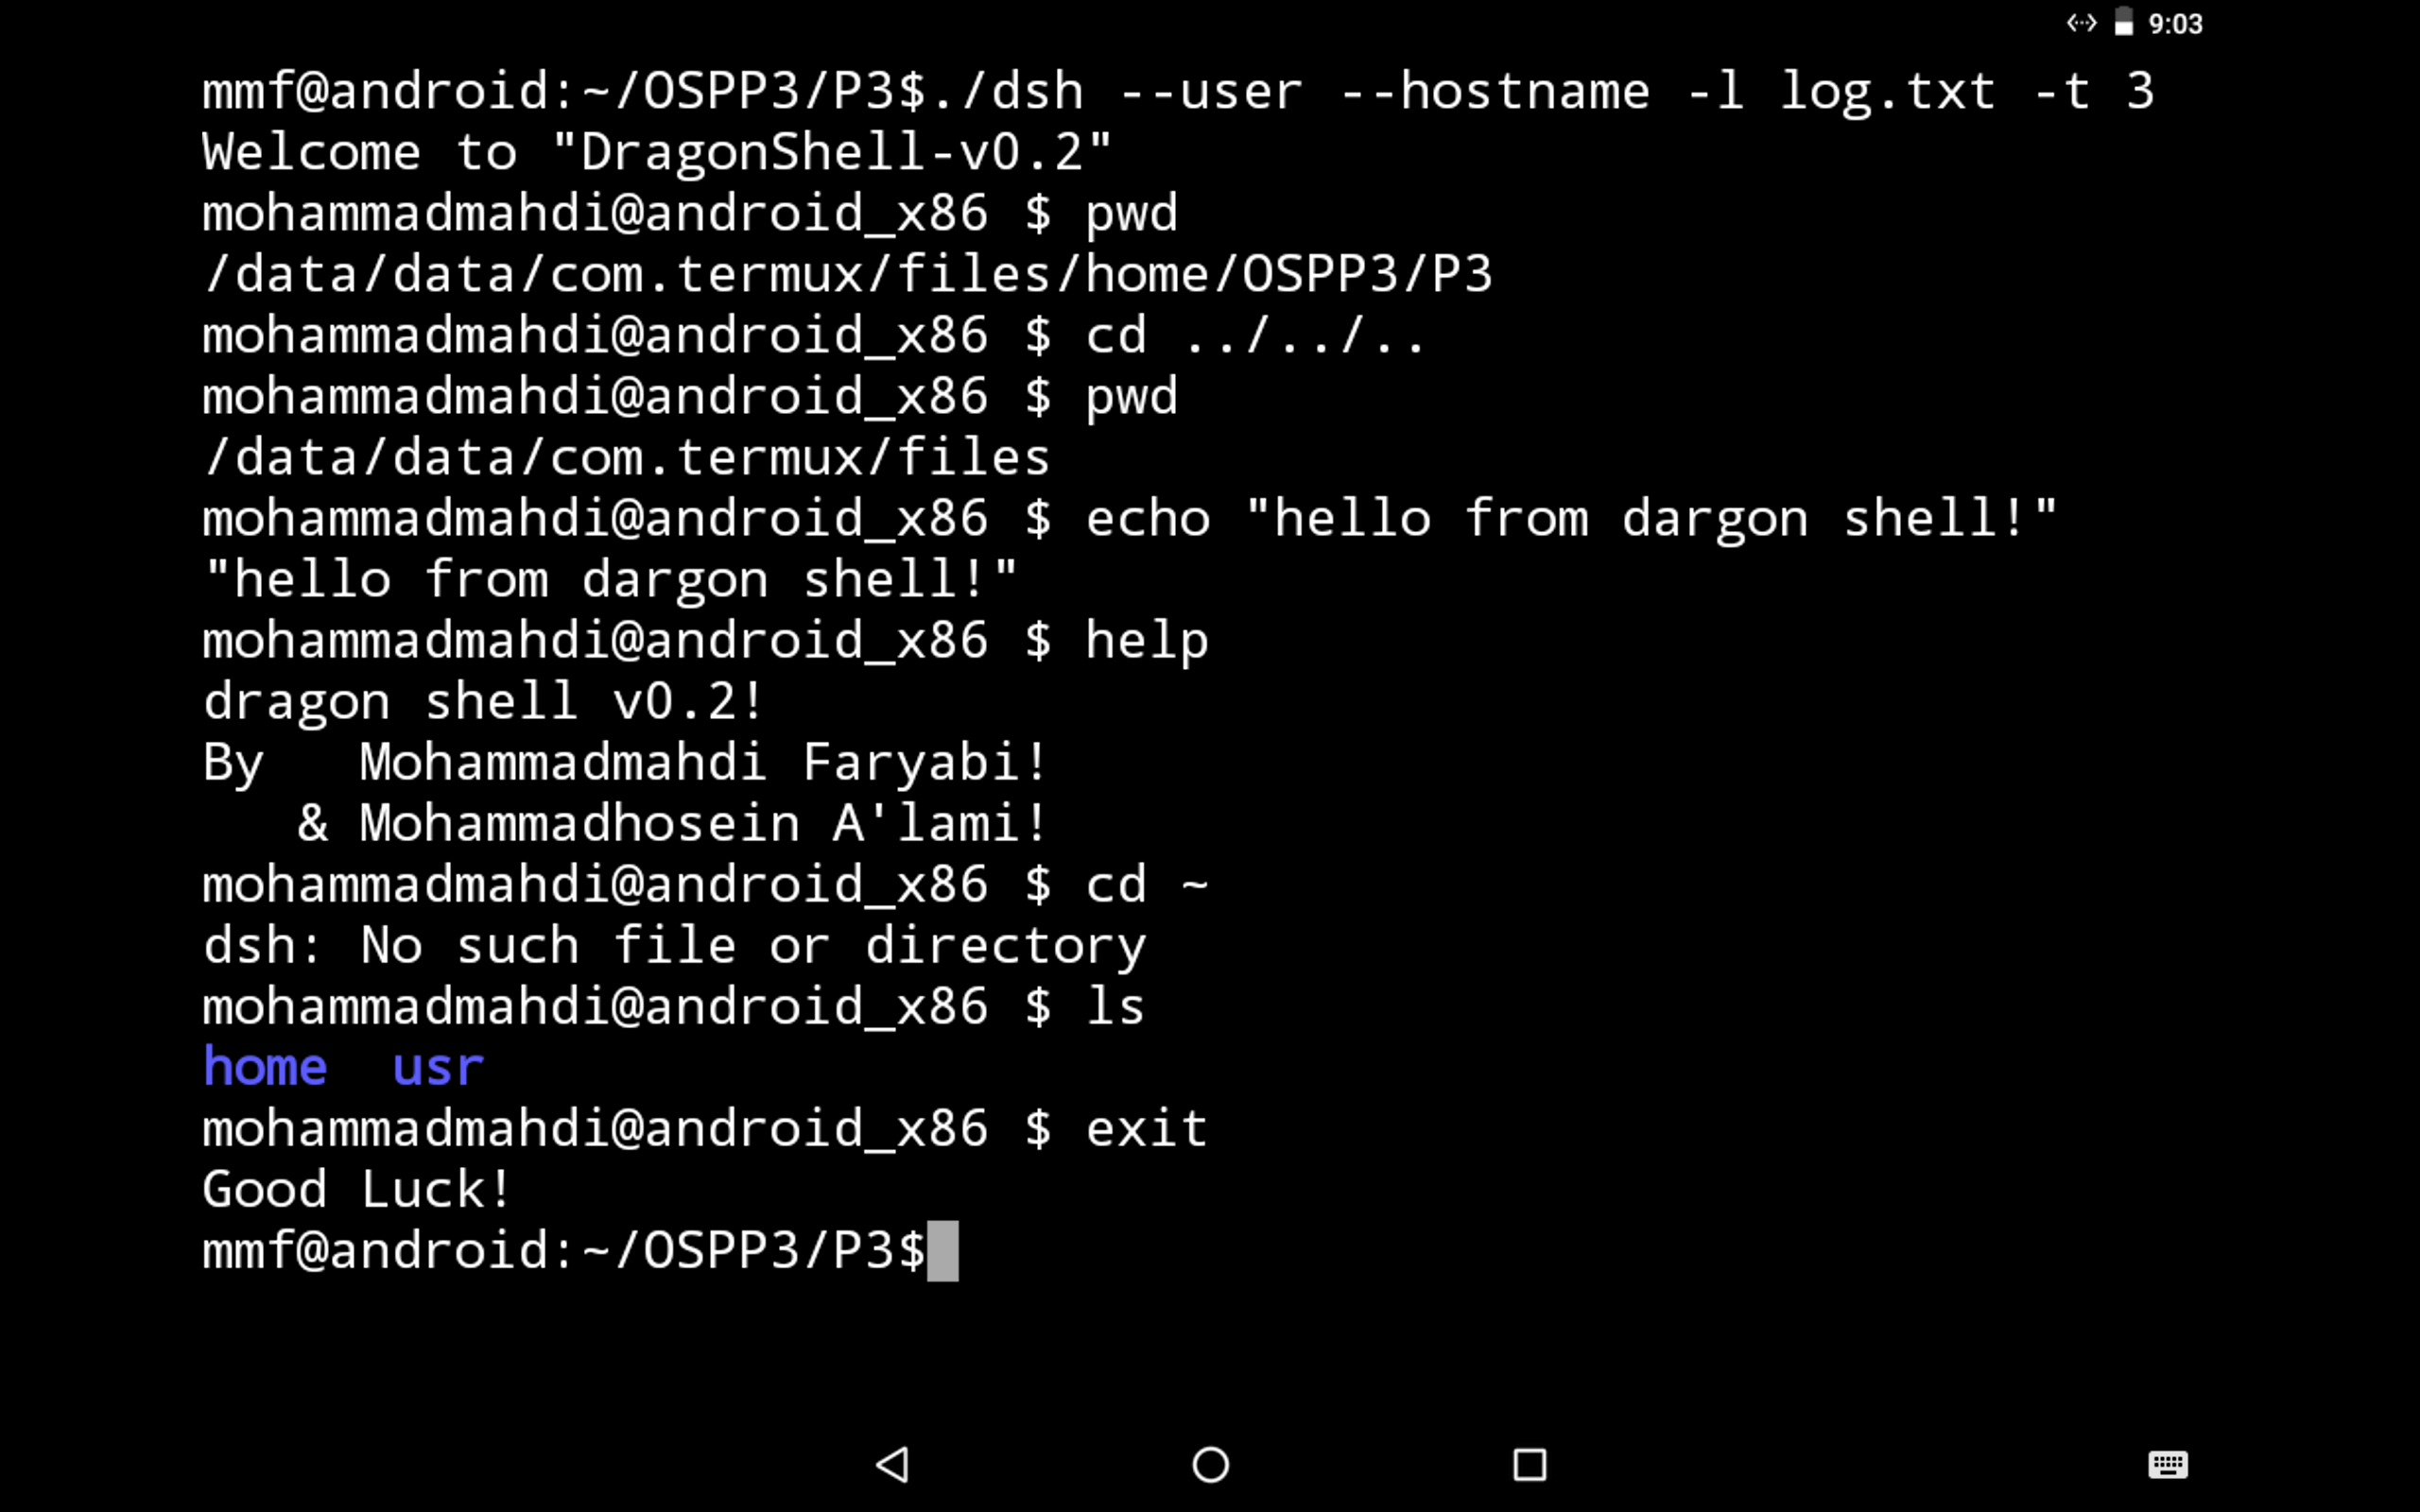 9:03
mmf@android:~/OSPP3/P3$./dsh --user --hostname -l log.txt -t 3
Welcome to "DragonShell-v0.2"
mohammadmahdi@android_x86 $ pwd
/data/data/com.termux/files/home/OSPP3/P3
mohammadmahdi@android_x86 $ cd ../../..
mohammadmahdi@android_x86 $ pwd
/data/data/com.termux/files
mohammadmahdi@android_x86 $ echo "hello from dargon shell!"
"hello from dargon shell!"
mohammadmahdi@android_x86 $ help
dragon shell v0.2!
By   Mohammadmahdi Faryabi!
   & Mohammadhosein A'lami!
mohammadmahdi@android_x86 $ cd ~
dsh: No such file or directory
mohammadmahdi@android_x86 $ ls
home  usr
mohammadmahdi@android_x86 $ exit
Good Luck!
mmf@android:~/OSPP3/P3$